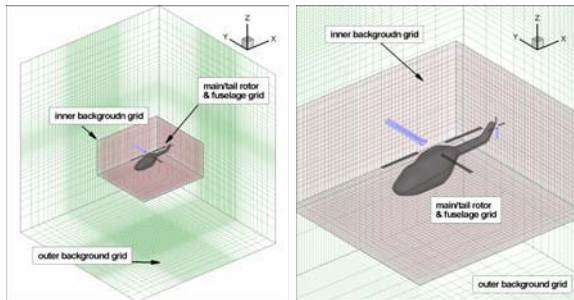 Z
Y
X
main/tail rotor
& fuselage grid
inner backgroudn grid
outer background grid
Z
Y
X
inner backgroudn grid
main/tail rotor
& fuselage grid
outer background grid